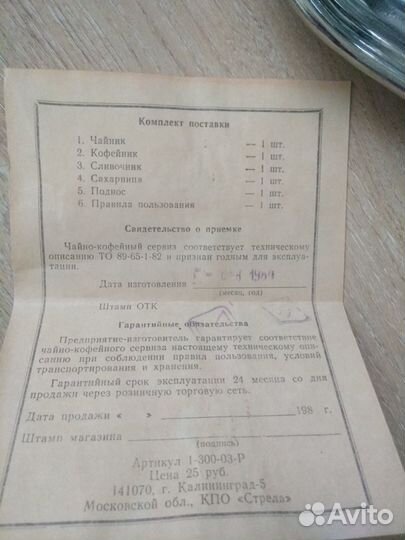 Комплект поставки
1. Чайник — 1 шт.
2. Кофейник — 1 шт.
3. Сливочник — 1 шт.
4. Сахарница — 1 шт.
5. Поднос — 1 шт.
6. Правила пользования — 1 шт.
Свидетельство о приемке
Чайно-кофейный сервиз соответствует техническому
описанию ТО 89-65-1-82 и признан годным для эксплуа-
тации.
Дата изготовления
(месяц, год)
Штамп ОТК
Гарантийные обязательства
Предприятие-изготовитель гарантирует соответствие
чайно-кофейного сервиза настоящему техническому опи-
санию при соблюдении правил пользования, условий
транспортирования и хранения.
Гарантийный срок эксплуатации 24 месяца со дня
продажи через розничную торговую сеть.
Дата продажи « » 198 г.
Штамп магазина
(подпись)
Артикул 1-300-03-Р
Цена 25 руб.
141070, г. Калининград-5
Московской обл., КПО «Стрела»
Avito